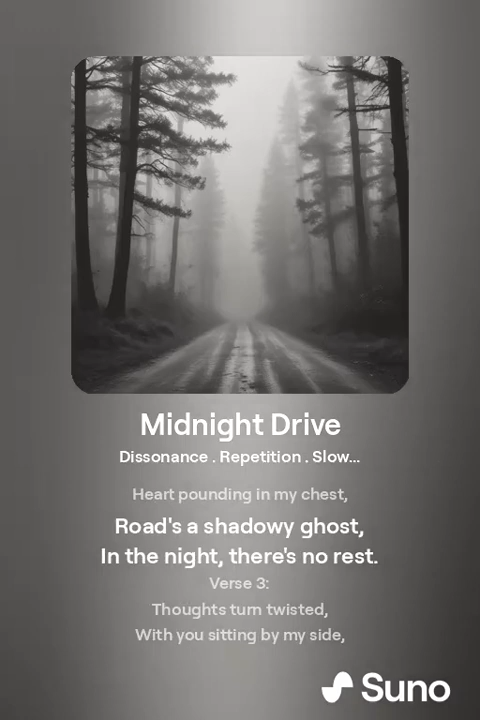 Midnight Drive
Dissonance . Repetition . Slow...
Heart pounding in my chest,
Road's a shadowy ghost,
In the night, there's no rest.
Verse 3:
Thoughts turn twisted,
With you sitting by my side,
Suno